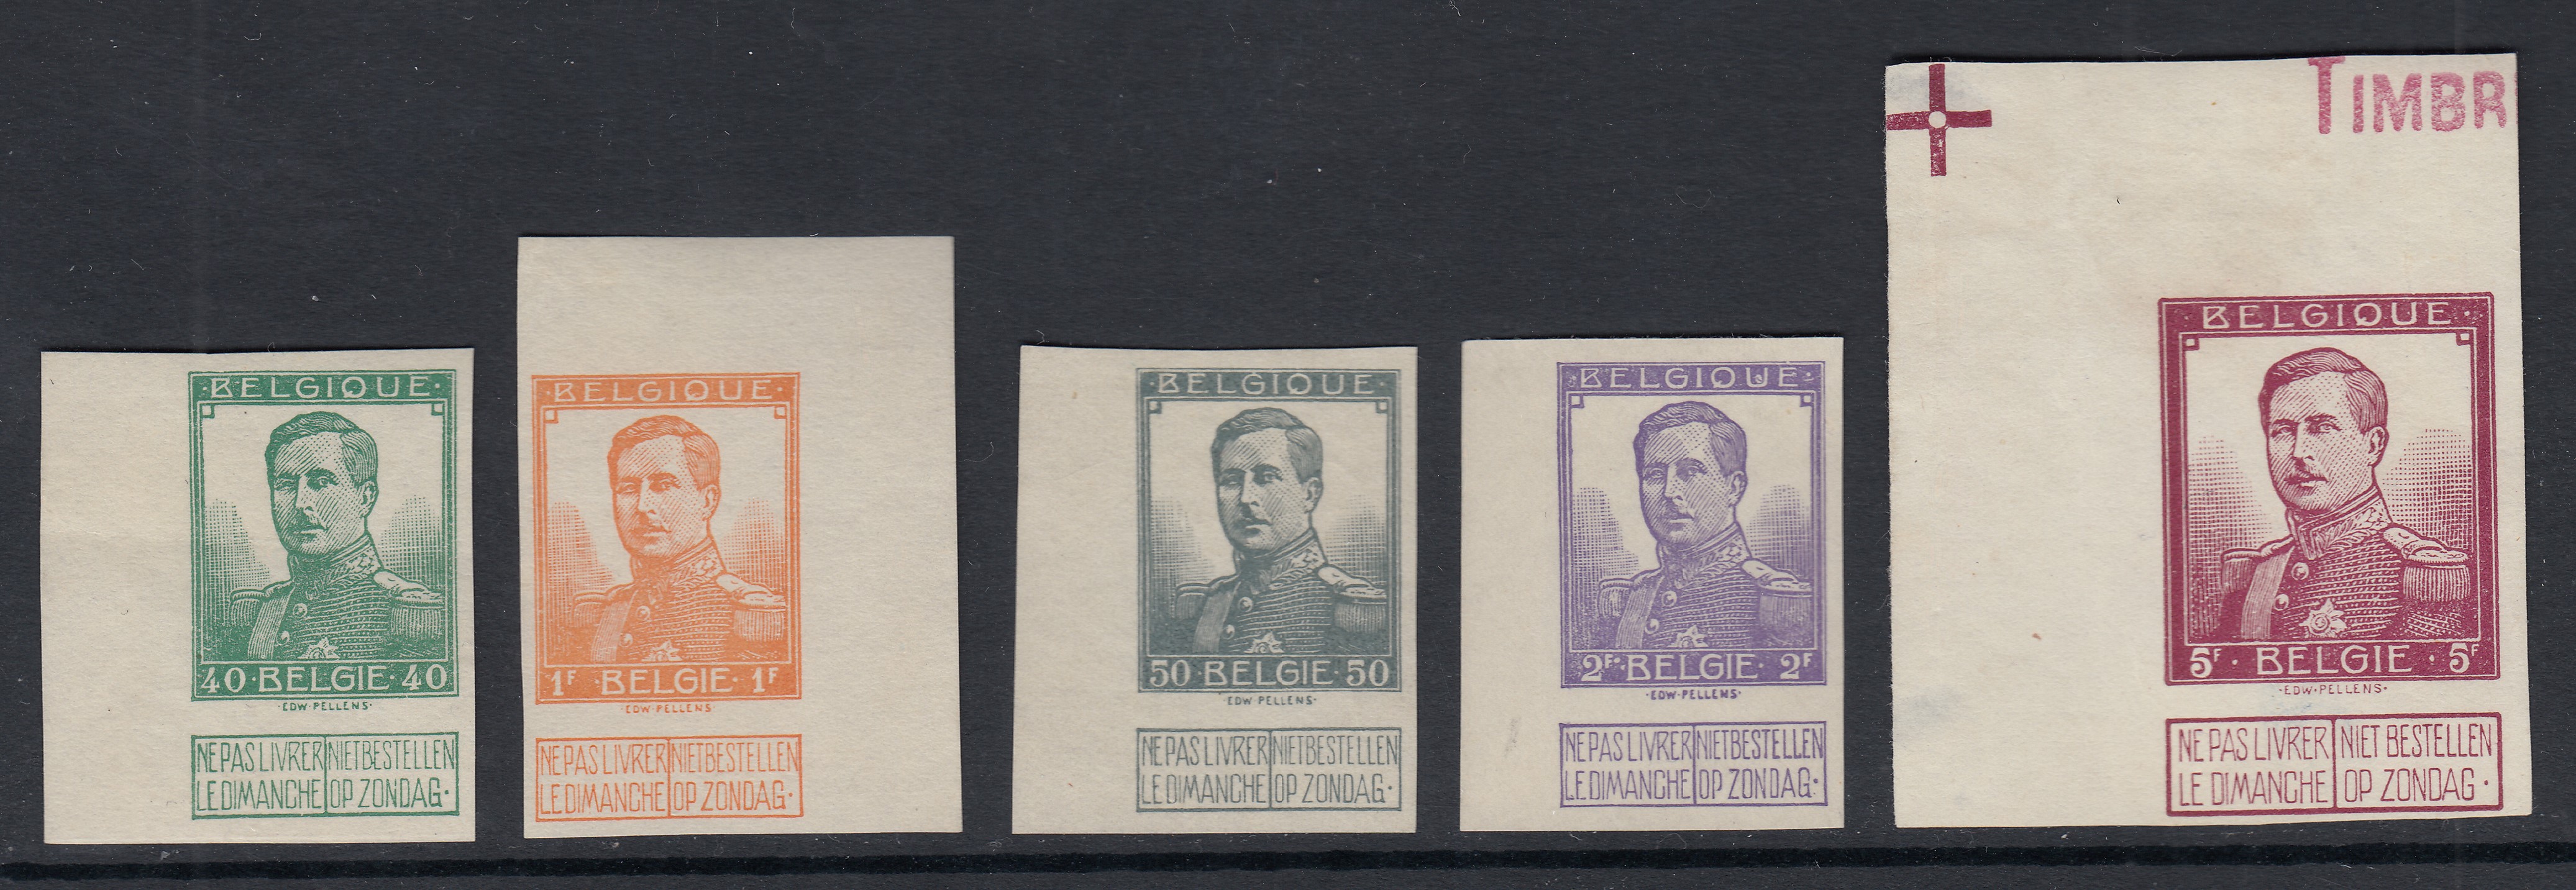 ·BELGIQUE·
40·BELGIE·40
·EDW·PELLENS·
NE PAS LIVRER NIET BESTELLEN
LE DIMANCHE OP ZONDAG·
·BELGIQUE·
1F ·BELGIE· 1F
·EDW·PELLENS·
NE PAS LIVRER NIET BESTELLEN
LE DIMANCHE OP ZONDAG·
·BELGIQUE·
50·BELGIE·50
·EDW·PELLENS·
NE PAS LIVRER NIET BESTELLEN
LE DIMANCHE OP ZONDAG·
·BELGIQUE·
2F·BELGIE·2F
·EDW·PELLENS·
NE PAS LIVRER NIET BESTELLEN
LE DIMANCHE OP ZONDAG·
TIMBR
·BELGIQUE·
5F·BELGIE·5F
·EDW·PELLENS·
NE PAS LIVRER NIET BESTELLEN
LE DIMANCHE OP ZONDAG·